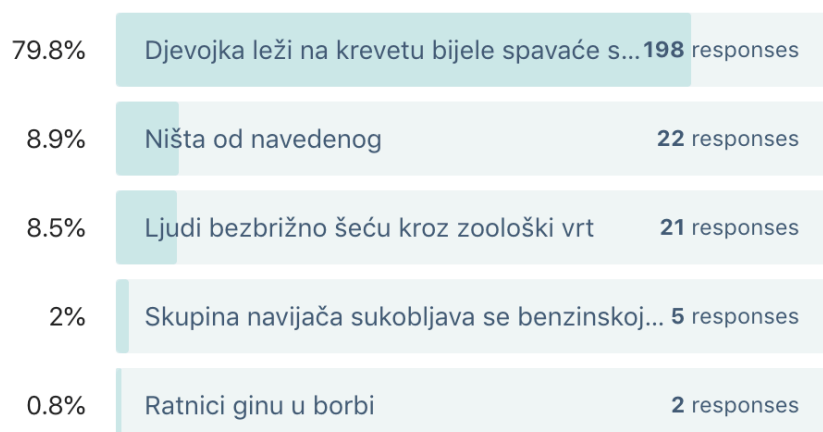 79.8% Djevojka leži na krevetu bijele spavaće s... 198 responses
8.9% Ništa od navedenog 22 responses
8.5% Ljudi bezbrižno šeću kroz zoološki vrt 21 responses
2% Skupina navijača sukobljava se benzinskoj... 5 responses
0.8% Ratnici ginu u borbi 2 responses